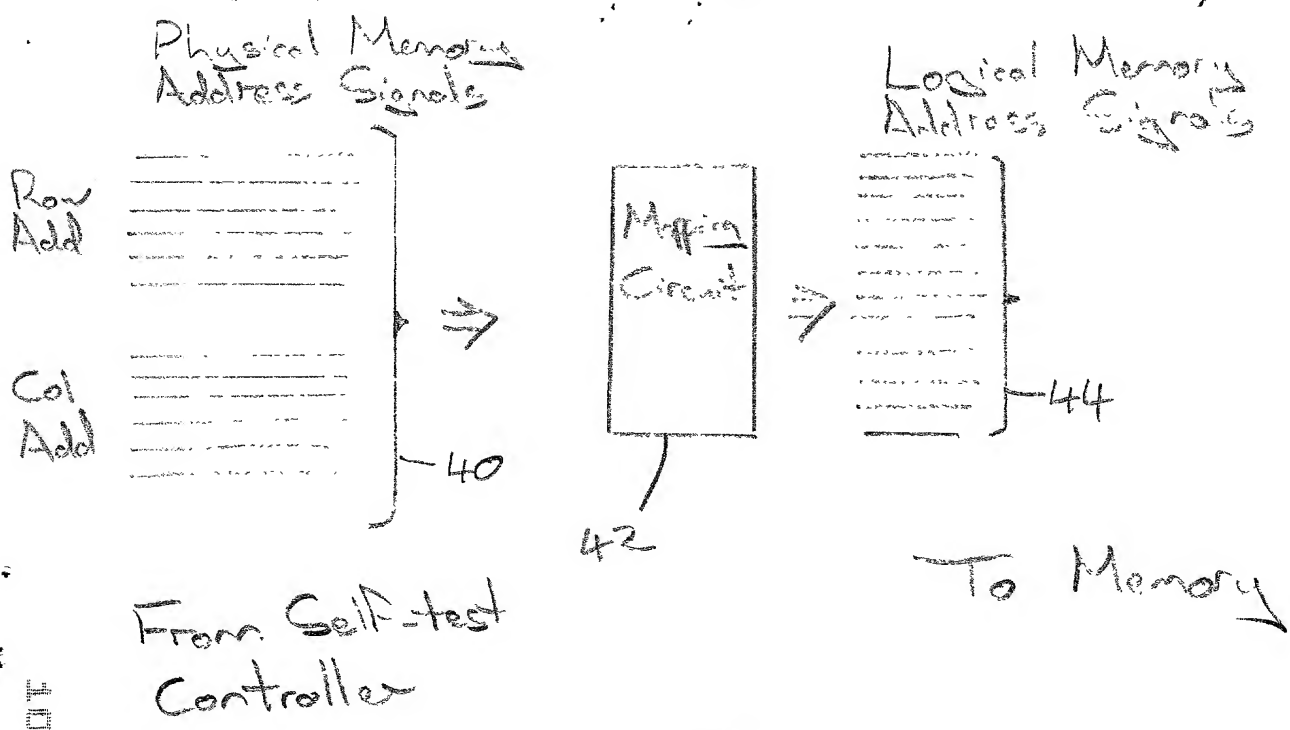 Physical Memory
Address Signals
Logical Memory
Address Signals
Row
Add
Mapping
Circuit
Col
Add
40
44
42
To Memory
From Self-test
Controller